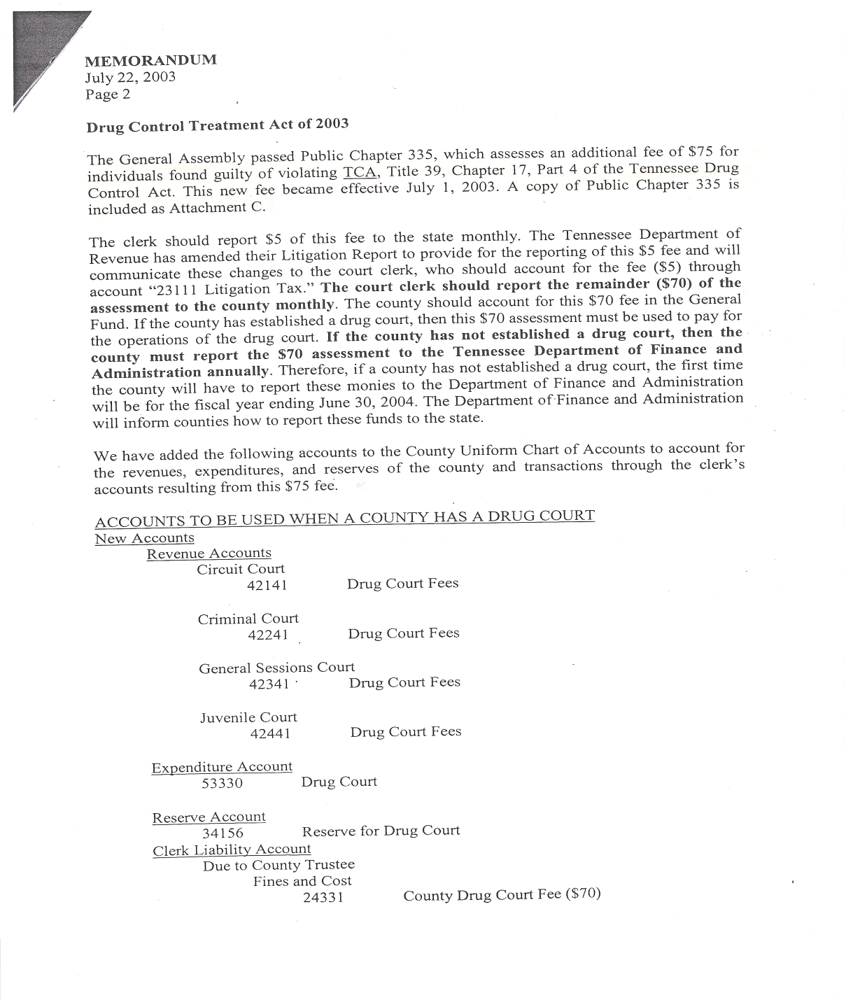 MEMORANDUM
July 22, 2003
Page 2
Drug Control Treatment Act of 2003
The General Assembly passed Public Chapter 335, which assesses an additional fee of $75 for
individuals found guilty of violating TCA, Title 39, Chapter 17, Part 4 of the Tennessee Drug
Control Act. This new fee became effective July 1, 2003. A copy of Public Chapter 335 is
included as Attachment C.
The clerk should report $5 of this fee to the state monthly. The Tennessee Department of
Revenue has amended their Litigation Report to provide for the reporting of this $5 fee and will
communicate these changes to the court clerk, who should account for the fee ($5) through
account “23111 Litigation Tax.” The court clerk should report the remainder ($70) of the
assessment to the county monthly. The county should account for this $70 fee in the General
Fund. If the county has established a drug court, then this $70 assessment must be used to pay for
the operations of the drug court. If the county has not established a drug court, then the
county must report the $70 assessment to the Tennessee Department of Finance and
Administration annually. Therefore, if a county has not established a drug court, the first time
the county will have to report these monies to the Department of Finance and Administration
will be for the fiscal year ending June 30, 2004. The Department of Finance and Administration
will inform counties how to report these funds to the state.
We have added the following accounts to the County Uniform Chart of Accounts to account for
the revenues, expenditures, and reserves of the county and transactions through the clerk’s
accounts resulting from this $75 fee.
ACCOUNTS TO BE USED WHEN A COUNTY HAS A DRUG COURT
New Accounts
Revenue Accounts
Circuit Court
42141 Drug Court Fees
Criminal Court
42241 Drug Court Fees
General Sessions Court
42341 Drug Court Fees
Juvenile Court
42441 Drug Court Fees
Expenditure Account
53330 Drug Court
Reserve Account
34156 Reserve for Drug Court
Clerk Liability Account
Due to County Trustee
Fines and Cost
24331 County Drug Court Fee ($70)